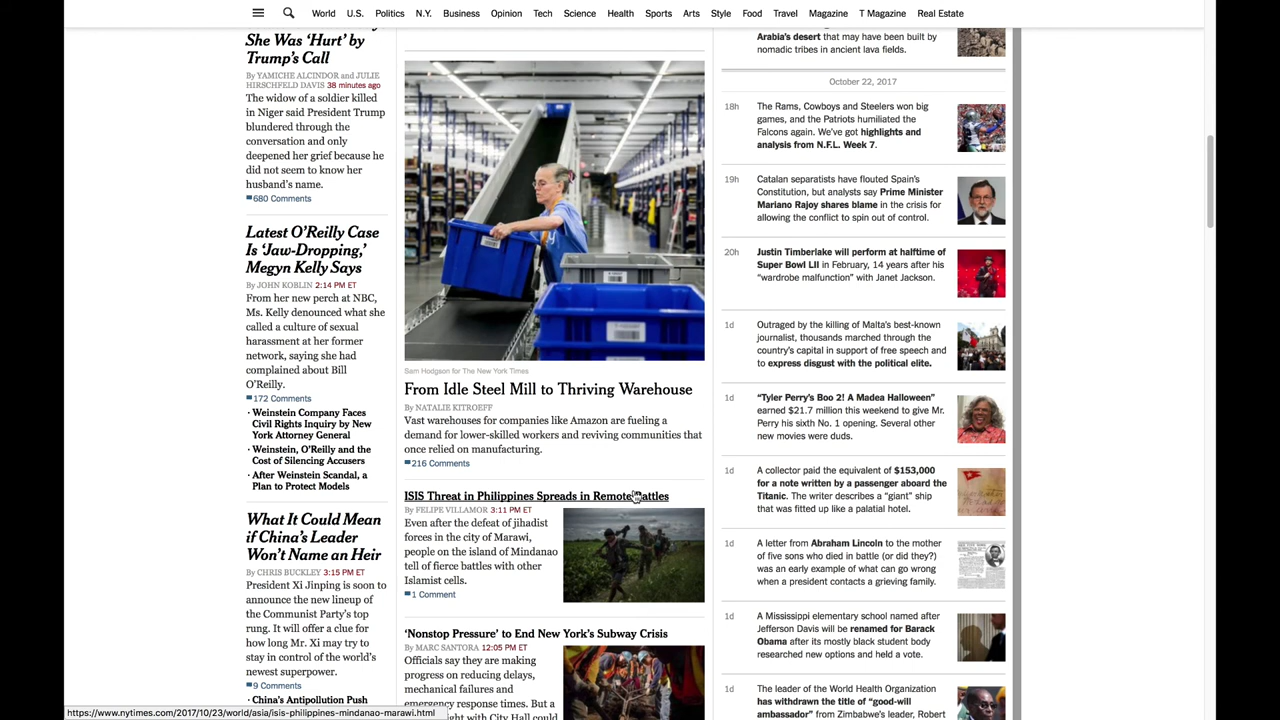 World U.S. Politics N.Y. Business Opinion Tech Science Health Sports Arts Style Food Travel Magazine T Magazine Real Estate
She Was ‘Hurt’ by
Trump’s Call
By YAMICHE ALCINDOR and JULIE
HIRSCHFELD DAVIS 38 minutes ago
The widow of a soldier killed
in Niger said President Trump
blundered through the
conversation and only
deepened her grief because he
did not seem to know her
husband’s name.
680 Comments
Latest O’Reilly Case
Is ‘Jaw-Dropping,’
Megyn Kelly Says
By JOHN KOBLIN 2:14 PM ET
From her new perch at NBC,
Ms. Kelly denounced what she
called a culture of sexual
harassment at her former
network, saying she had
complained about Bill
O’Reilly.
172 Comments
· Weinstein Company Faces
Civil Rights Inquiry by New
York Attorney General
· Weinstein, O’Reilly and the
Cost of Silencing Accusers
· After Weinstein Scandal, a
Plan to Protect Models
What It Could Mean
if China’s Leader
Won’t Name an Heir
By CHRIS BUCKLEY 3:15 PM ET
President Xi Jinping is soon to
announce the new lineup of
the Communist Party’s top
rung. It will offer a clue for
how long Mr. Xi may try to
stay in control of the world’s
newest superpower.
9 Comments
· China’s Antipollution Push
https://www.nytimes.com/2017/10/23/world/asia/isis-philippines-mindanao-marawi.html
Sam Hodgson for The New York Times
From Idle Steel Mill to Thriving Warehouse
By NATALIE KITROEFF
Vast warehouses for companies like Amazon are fueling a
demand for lower-skilled workers and reviving communities that
once relied on manufacturing.
216 Comments
ISIS Threat in Philippines Spreads in Remote Battles
By FELIPE VILLAMOR 3:11 PM ET
Even after the defeat of jihadist
forces in the city of Marawi,
people on the island of Mindanao
tell of fierce battles with other
Islamist cells.
1 Comment
‘Nonstop Pressure’ to End New York’s Subway Crisis
By MARC SANTORA 12:05 PM ET
Officials say they are making
progress on reducing delays,
mechanical failures and
emergency response times. But a
fight with City Hall could
Arabia’s desert that may have been built by
nomadic tribes in ancient lava fields.
October 22, 2017
18h
The Rams, Cowboys and Steelers won big
games, and the Patriots humiliated the
Falcons again. We’ve got highlights and
analysis from N.F.L. Week 7.
19h
Catalan separatists have flouted Spain’s
Constitution, but analysts say Prime Minister
Mariano Rajoy shares blame in the crisis for
allowing the conflict to spin out of control.
20h
Justin Timberlake will perform at halftime of
Super Bowl LII in February, 14 years after his
“wardrobe malfunction” with Janet Jackson.
1d
Outraged by the killing of Malta’s best-known
journalist, thousands marched through the
country’s capital in support of free speech and
to express disgust with the political elite.
1d
“Tyler Perry’s Boo 2! A Madea Halloween”
earned $21.7 million this weekend to give Mr.
Perry his sixth No. 1 opening. Several other
new movies were duds.
1d
A collector paid the equivalent of $153,000
for a note written by a passenger aboard the
Titanic. The writer describes a “giant” ship
that was fitted up like a palatial hotel.
1d
A letter from Abraham Lincoln to the mother
of five sons who died in battle (or did they?)
was an early example of what can go wrong
when a president contacts a grieving family.
1d
A Mississippi elementary school named after
Jefferson Davis will be renamed for Barack
Obama after its mostly black student body
researched new options and held a vote.
1d
The leader of the World Health Organization
has withdrawn the title of “good-will
ambassador” from Zimbabwe’s leader, Robert